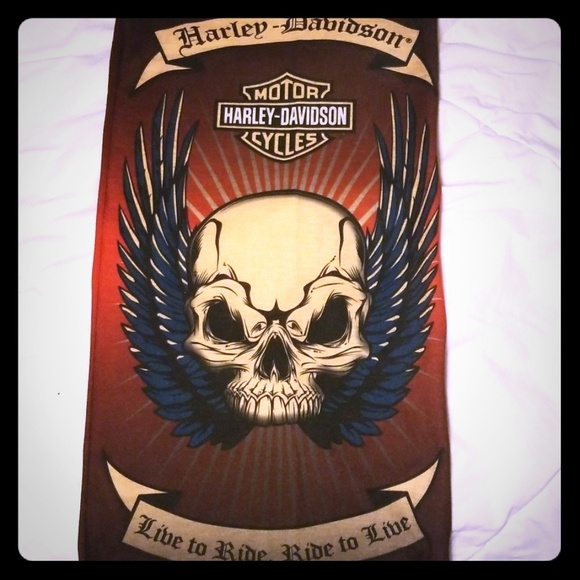 Harley-Davidson®
MOTOR
HARLEY-DAVIDSON
CYCLES
Live to Ride, Ride to Live